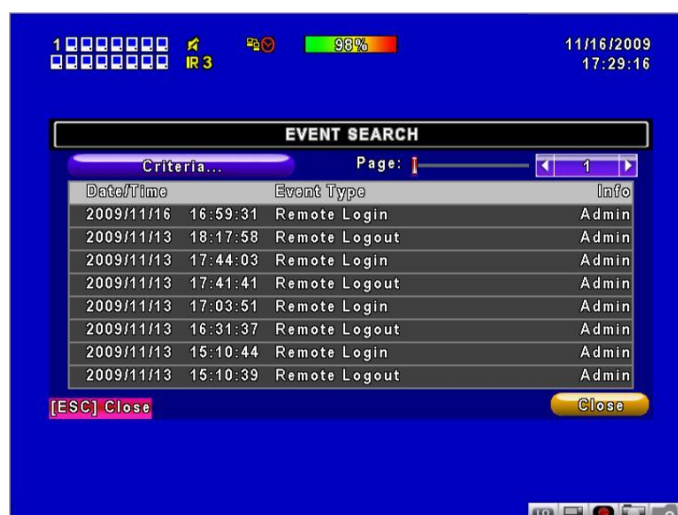 1 98% 11/16/2009
IR 3 17:29:16
EVENT SEARCH
Criteria... Page: 1
Date/Time Event Type Info
2009/11/16 16:59:31 Remote Login Admin
2009/11/13 18:17:58 Remote Logout Admin
2009/11/13 17:44:03 Remote Login Admin
2009/11/13 17:41:41 Remote Logout Admin
2009/11/13 17:03:51 Remote Login Admin
2009/11/13 16:31:37 Remote Logout Admin
2009/11/13 15:10:44 Remote Login Admin
2009/11/13 15:10:39 Remote Logout Admin
[ESC] Close Close